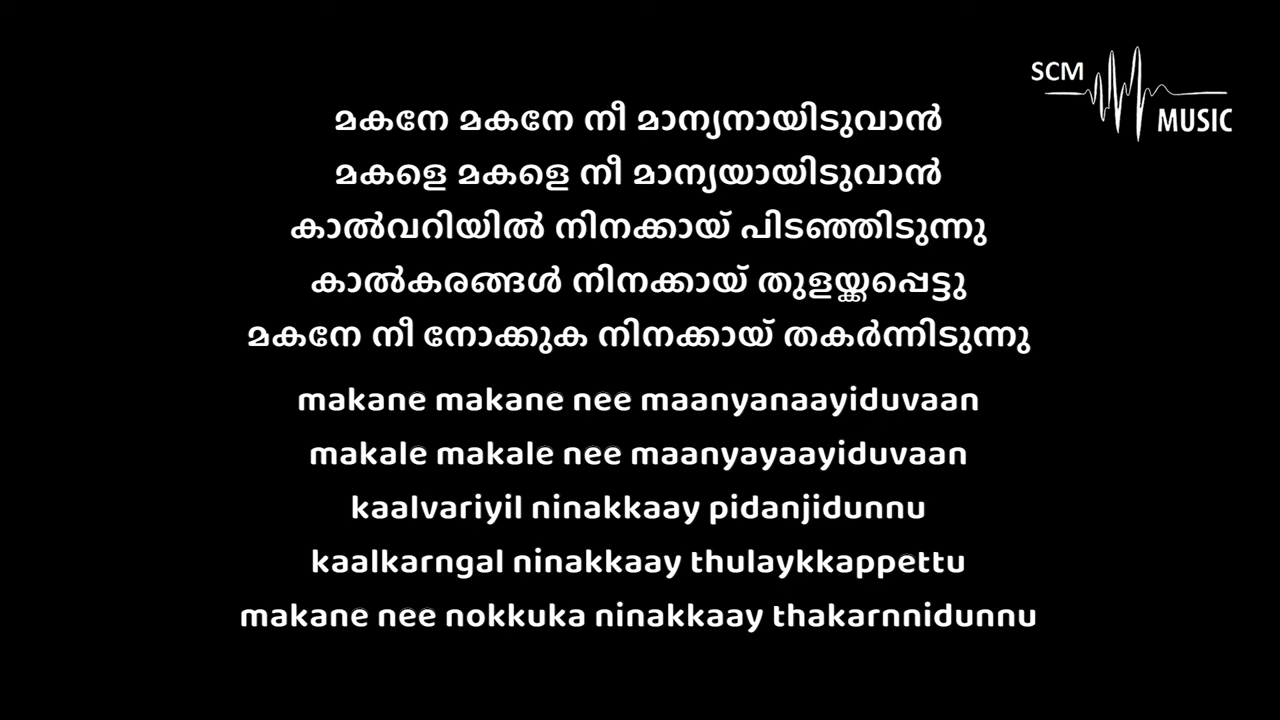 SCM
MUSIC
മകനേ മകനേ നീ മാന്യനായിടുവാൻ
മകളെ മകളെ നീ മാന്യയായിടുവാൻ
കാൽവറിയിൽ നിനക്കായ് പിടഞ്ഞിടുന്നു
കാൽകരങ്ങൾ നിനക്കായ് തുളയ്ക്കപ്പെട്ടു
മകനേ നീ നോക്കുക നിനക്കായ് തകർന്നിടുന്നു
makane makane nee maanyanaayiduvaan
makale makale nee maanyayaayiduvaan
kaalvariyil ninakkaay pidanjidunnu
kaalkarngal ninakkaay thulaykkappettu
makane nee nokkuka ninakkaay thakarnnidunnu